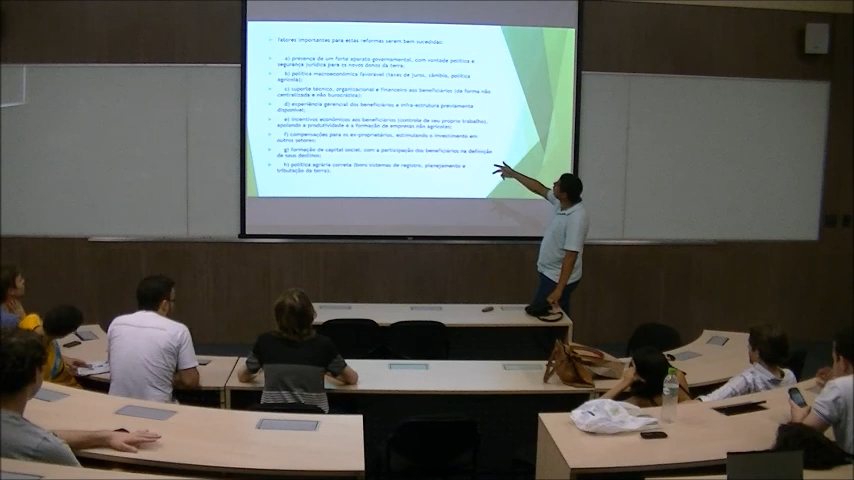 Fatores importantes para estas reformas serem bem sucedidas:
a) presença de um forte aparato governamental, com vontade política e
segurança jurídica para os novos donos da terra;
b) política macroeconômica favorável (taxas de juros, câmbio, política
agrícola);
c) suporte técnico, organizacional e financeiro aos beneficiários (de forma não
centralizada e não burocrática);
d) experiência gerencial dos beneficiários e infra-estrutura previamente
disponível;
e) incentivos econômicos aos beneficiários (controle de seu próprio trabalho),
apoiando a produtividade e a formação de empresas não agrícolas;
f) compensações para os ex-proprietários, estimulando o investimento em
outro setores;
g) formação de capital social, com a participação dos beneficiários na definição
de seus destinos;
h) política agrária correta (bons sistemas de registro, planejamento e
tributação da terra).